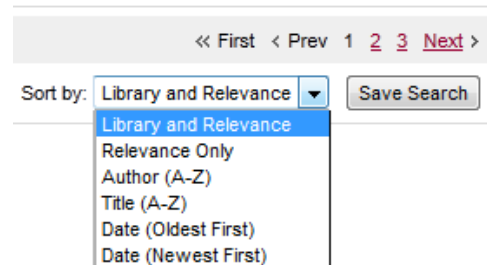 « First ‹ Prev 1 2 3 Next ›
Sort by: Library and Relevance Save Search
Library and Relevance
Relevance Only
Author (A-Z)
Title (A-Z)
Date (Oldest First)
Date (Newest First)